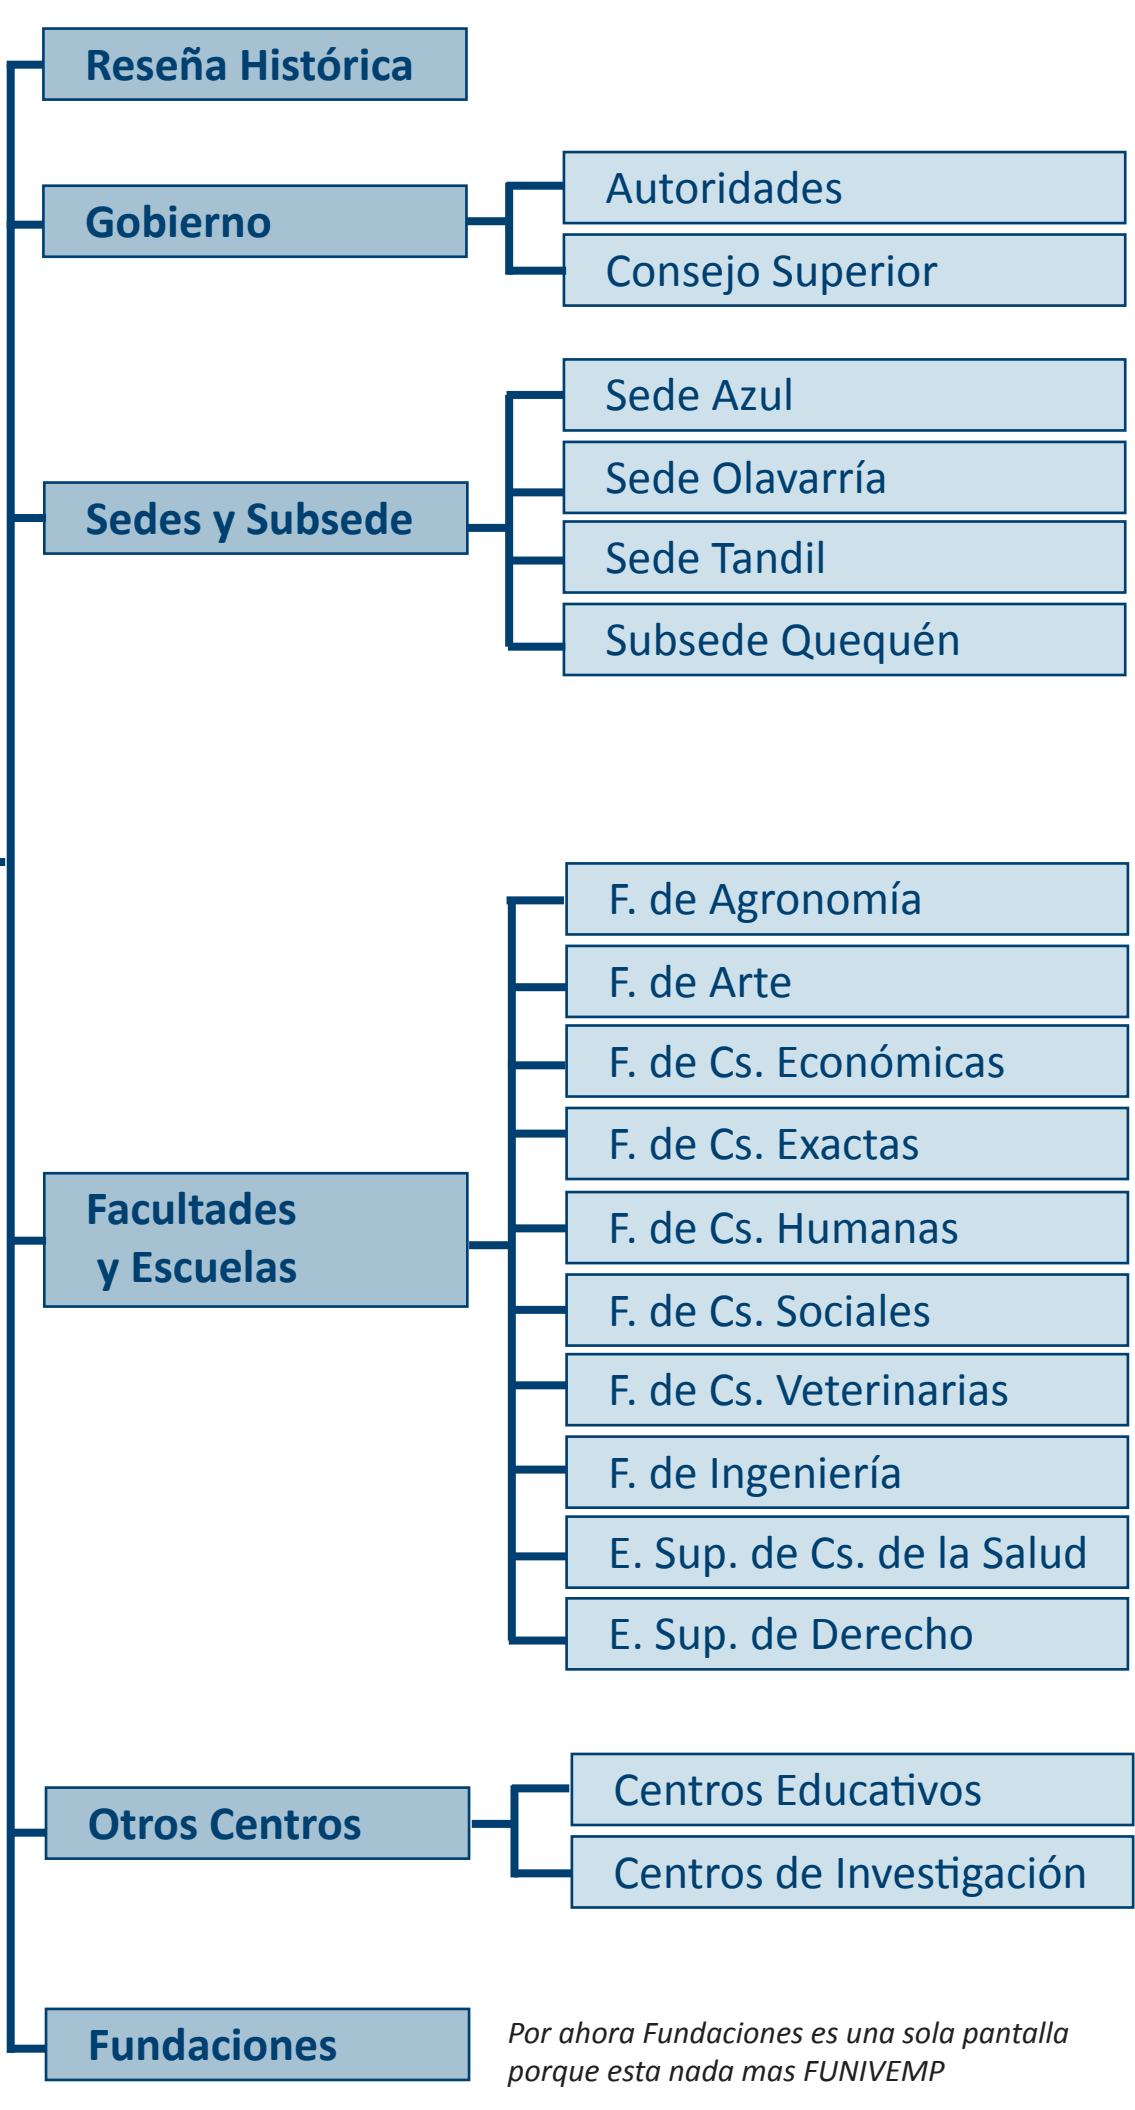 Reseña Histórica
Gobierno
Autoridades
Consejo Superior
Sedes y Subsede
Sede Azul
Sede Olavarría
Sede Tandil
Subsede Quequén
Facultades
y Escuelas
F. de Agronomía
F. de Arte
F. de Cs. Económicas
F. de Cs. Exactas
F. de Cs. Humanas
F. de Cs. Sociales
F. de Cs. Veterinarias
F. de Ingeniería
E. Sup. de Cs. de la Salud
E. Sup. de Derecho
Otros Centros
Centros Educativos
Centros de Investigación
Fundaciones
Por ahora Fundaciones es una sola pantalla
porque esta nada mas FUNIVEMP